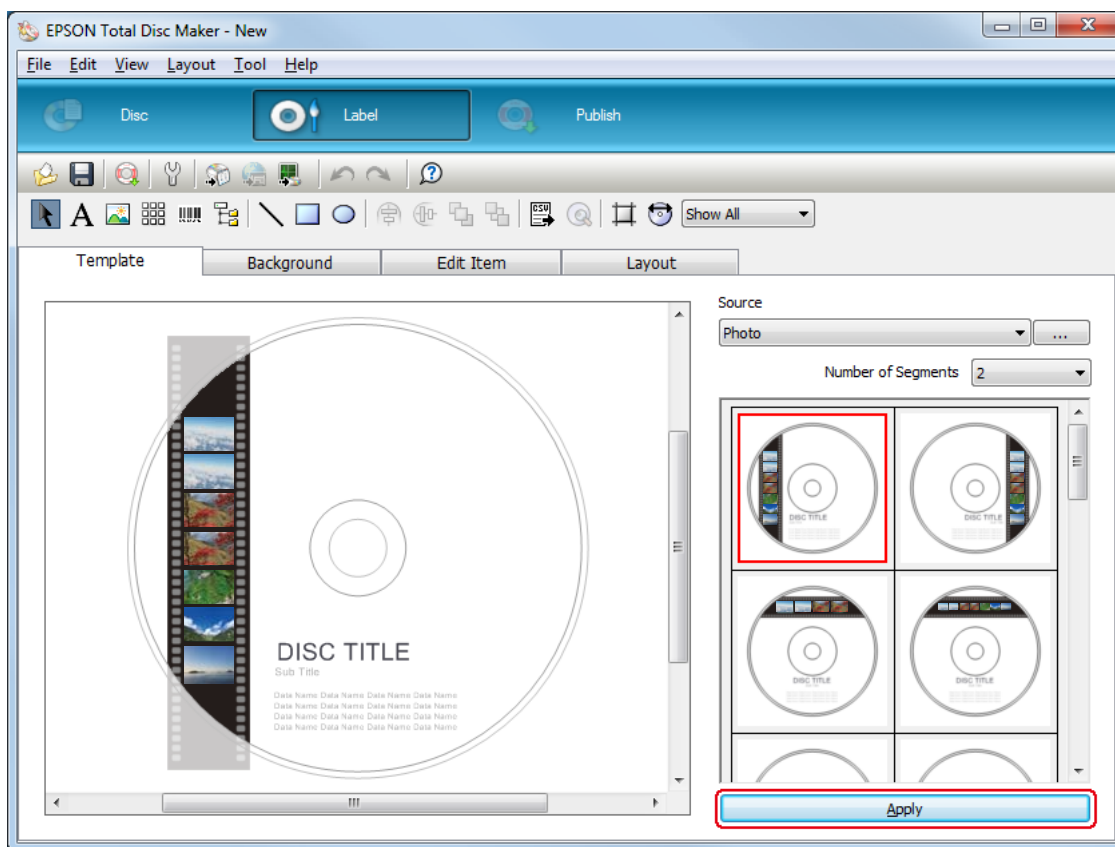 EPSON Total Disc Maker - New
File Edit View Layout Tool Help
Disc Label Publish
A CSV Show All
Template Background Edit Item Layout
Source
Photo ...
Number of Segments 2
DISC TITLE
Sub Title
Data Name Data Name Data Name Data Name
Data Name Data Name Data Name Data Name
Data Name Data Name Data Name Data Name
Data Name Data Name Data Name Data Name
DISC TITLE DISC TITLE
DISC TITLE DISC TITLE
Apply